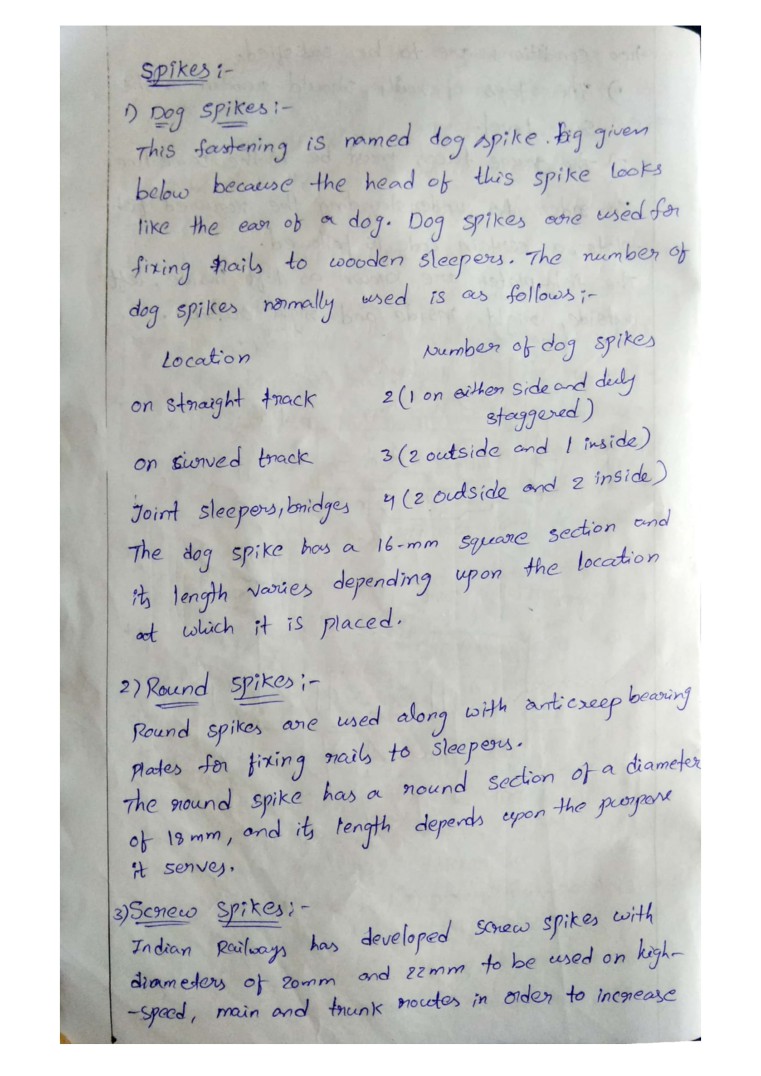 Spikes :-
1) Dog Spikes :-
This fastening is named dog spike. fig given
below because the head of this spike looks
like the ear of a dog. Dog spikes are used for
fixing rails to wooden sleepers. The number of
dog spikes normally used is as follows :-
Location Number of dog spikes
on straight track 2 (1 on either side and duly
staggered)
on curved track 3 (2 outside and 1 inside)
Joint sleepers, bridges 4 (2 outside and 2 inside)
The dog spike has a 16-mm square section and
its length varies depending upon the location
at which it is placed.
2) Round Spikes :-
Round spikes are used along with anticreep bearing
plates for fixing rails to sleepers.
The round spike has a round section of a diameter
of 18 mm, and its length depends upon the purpose
it serves.
3) Screw Spikes :-
Indian Railways has developed screw spikes with
diameters of 20mm and 22mm to be used on high-
-speed, main and trunk routes in order to increase